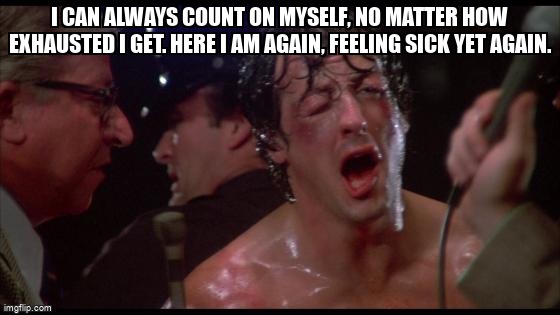 I CAN ALWAYS COUNT ON MYSELF, NO MATTER HOW
EXHAUSTED I GET. HERE I AM AGAIN, FEELING SICK YET AGAIN.
imgflip.com